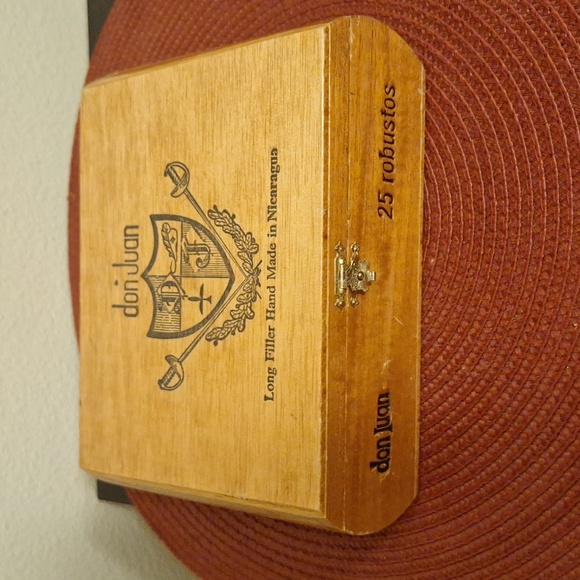 don Juan
D J
Long Filler Hand Made in Nicaragua
don Juan
25 robustos